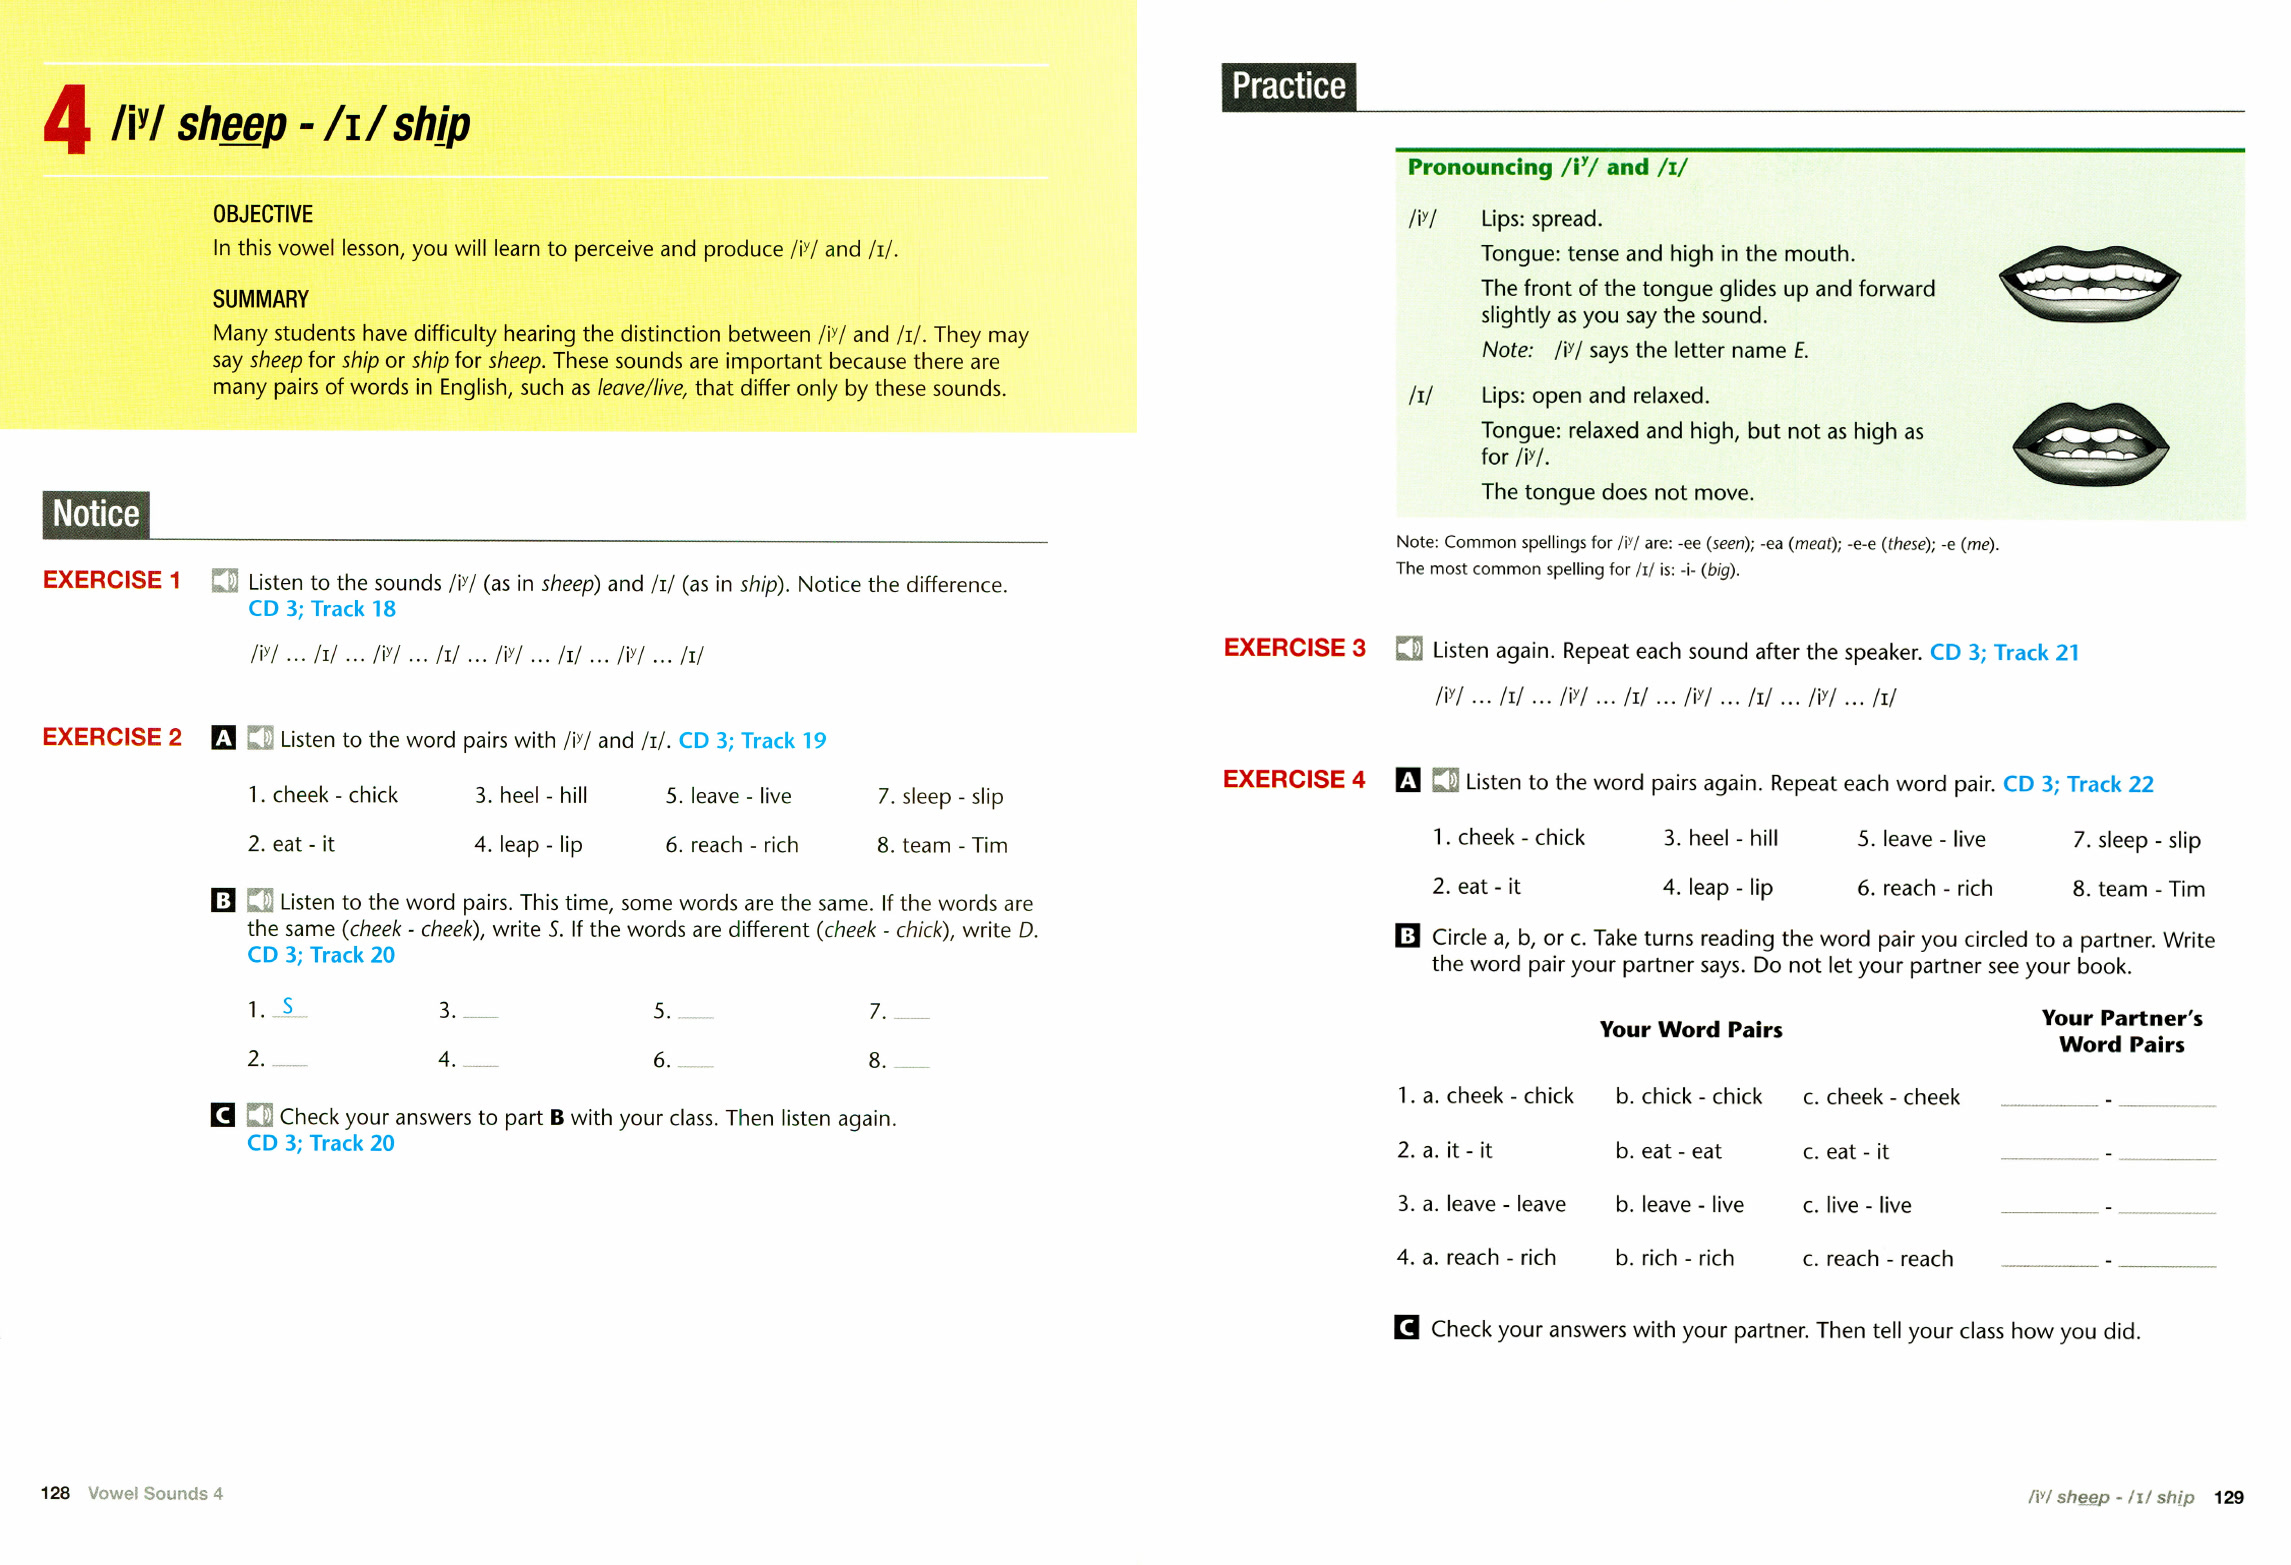 4 /iʸ/ sheep - /ɪ/ ship
OBJECTIVE
In this vowel lesson, you will learn to perceive and produce /iʸ/ and /ɪ/.
SUMMARY
Many students have difficulty hearing the distinction between /iʸ/ and /ɪ/. They may
say sheep for ship or ship for sheep. These sounds are important because there are
many pairs of words in English, such as leave/live, that differ only by these sounds.
Notice
EXERCISE 1 Listen to the sounds /iʸ/ (as in sheep) and /ɪ/ (as in ship). Notice the difference.
CD 3; Track 18
/iʸ/ ... /ɪ/ ... /iʸ/ ... /ɪ/ ... /iʸ/ ... /ɪ/ ... /iʸ/ ... /ɪ/
EXERCISE 2 A Listen to the word pairs with /iʸ/ and /ɪ/. CD 3; Track 19
1. cheek - chick 3. heel - hill 5. leave - live 7. sleep - slip
2. eat - it 4. leap - lip 6. reach - rich 8. team - Tim
B Listen to the word pairs. This time, some words are the same. If the words are
the same (cheek - cheek), write S. If the words are different (cheek - chick), write D.
CD 3; Track 20
1. S 3. ___ 5. ___ 7. ___
2. ___ 4. ___ 6. ___ 8. ___
C Check your answers to part B with your class. Then listen again.
CD 3; Track 20
128 Vowel Sounds 4
Practice
Pronouncing /iʸ/ and /ɪ/
/iʸ/ Lips: spread.
Tongue: tense and high in the mouth.
The front of the tongue glides up and forward
slightly as you say the sound.
Note: /iʸ/ says the letter name E.
/ɪ/ Lips: open and relaxed.
Tongue: relaxed and high, but not as high as
for /iʸ/.
The tongue does not move.
Note: Common spellings for /iʸ/ are: -ee (seen); -ea (meat); -e-e (these); -e (me).
The most common spelling for /ɪ/ is: -i- (big).
EXERCISE 3 Listen again. Repeat each sound after the speaker. CD 3; Track 21
/iʸ/ ... /ɪ/ ... /iʸ/ ... /ɪ/ ... /iʸ/ ... /ɪ/ ... /iʸ/ ... /ɪ/
EXERCISE 4 A Listen to the word pairs again. Repeat each word pair. CD 3; Track 22
1. cheek - chick 3. heel - hill 5. leave - live 7. sleep - slip
2. eat - it 4. leap - lip 6. reach - rich 8. team - Tim
B Circle a, b, or c. Take turns reading the word pair you circled to a partner. Write
the word pair your partner says. Do not let your partner see your book.
Your Word Pairs
Your Partner's
Word Pairs
1. a. cheek - chick b. chick - chick c. cheek - cheek ______ - ______
2. a. it - it b. eat - eat c. eat - it ______ - ______
3. a. leave - leave b. leave - live c. live - live ______ - ______
4. a. reach - rich b. rich - rich c. reach - reach ______ - ______
C Check your answers with your partner. Then tell your class how you did.
/iʸ/ sheep - /ɪ/ ship 129